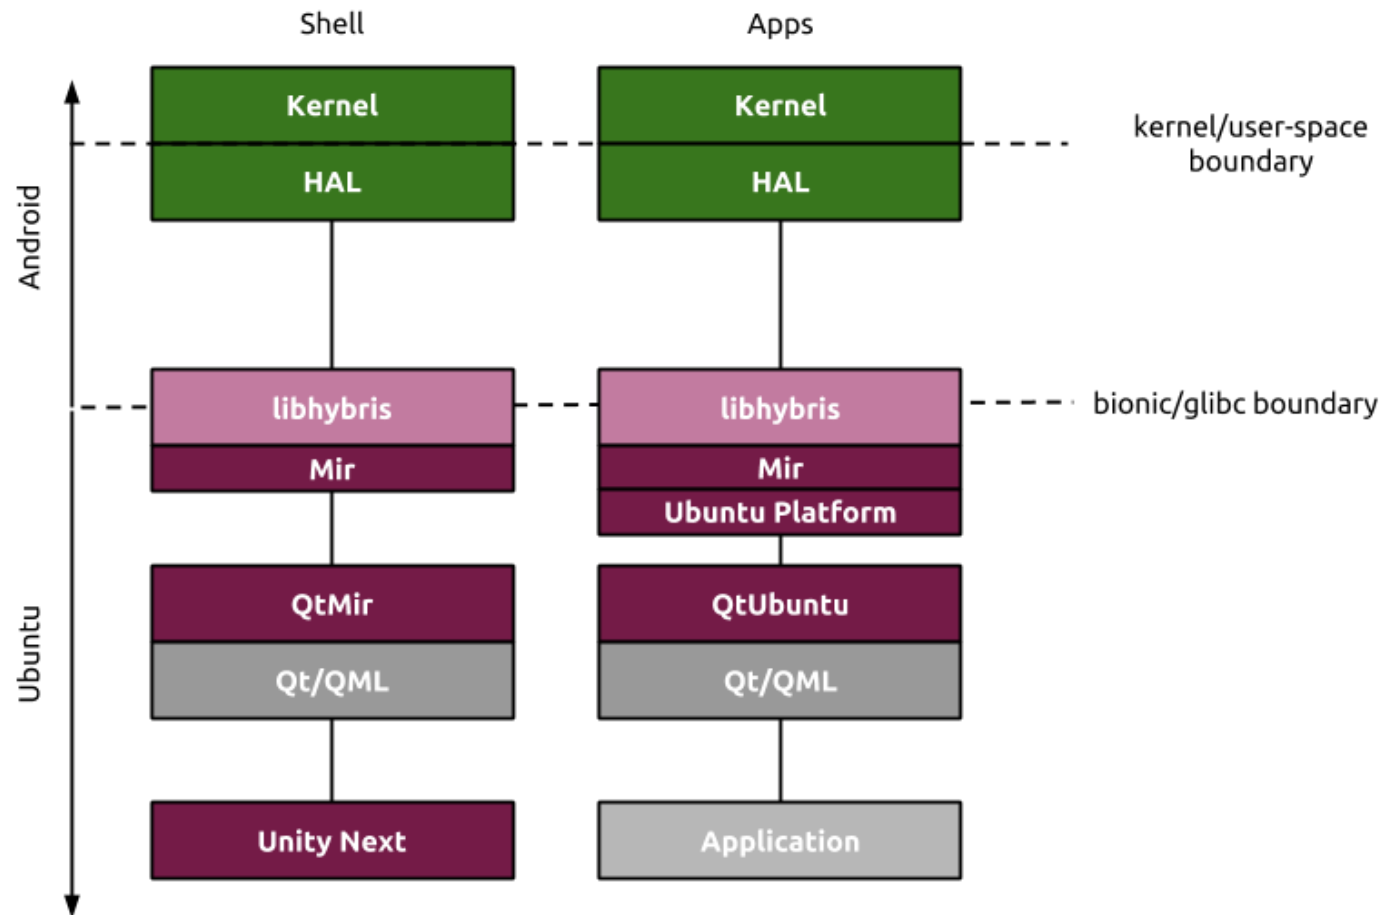 Shell
Apps
Kernel
Kernel
kernel/user-space
boundary
HAL
HAL
Android
libhybris
libhybris
bionic/glibc boundary
Mir
Mir
Ubuntu Platform
Ubuntu
QtMir
QtUbuntu
Qt/QML
Qt/QML
Unity Next
Application